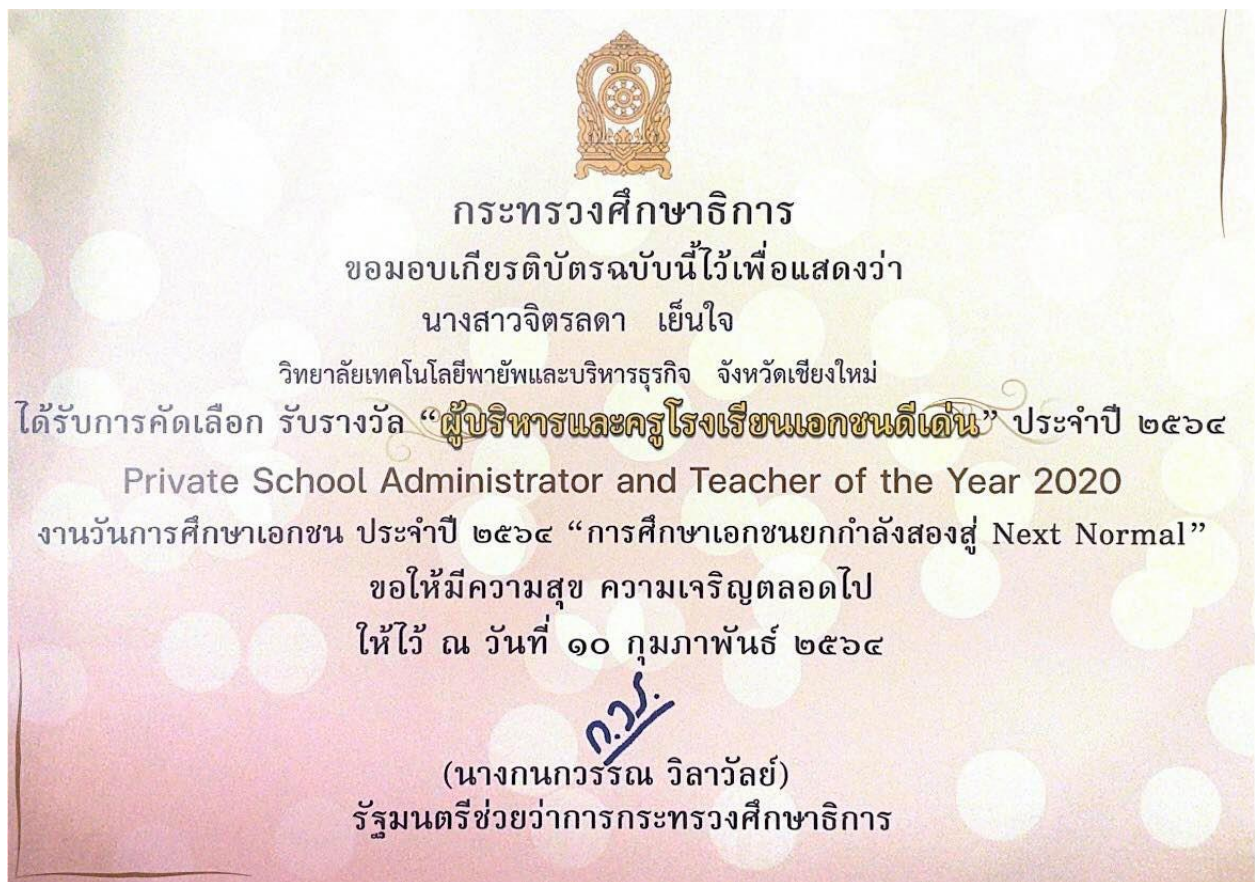 กระทรวงศึกษาธิการ
ขอมอบเกียรติบัตรฉบับนี้ไว้เพื่อแสดงว่า
นางสาวจิตรลดา เย็นใจ
วิทยาลัยเทคโนโลยีพายัพและบริหารธุรกิจ จังหวัดเชียงใหม่
ได้รับการคัดเลือก รับรางวัล “ผู้บริหารและครูโรงเรียนเอกชนดีเด่น” ประจำปี ๒๕๖๔
Private School Administrator and Teacher of the Year 2020
งานวันการศึกษาเอกชน ประจำปี ๒๕๖๔ “การศึกษาเอกชนยกกำลังสองสู่ Next Normal”
ขอให้มีความสุข ความเจริญตลอดไป
ให้ไว้ ณ วันที่ ๑๐ กุมภาพันธ์ ๒๕๖๔
ก.วร.
(นางกนกวรรณ วิลาวัลย์)
รัฐมนตรีช่วยว่าการกระทรวงศึกษาธิการ